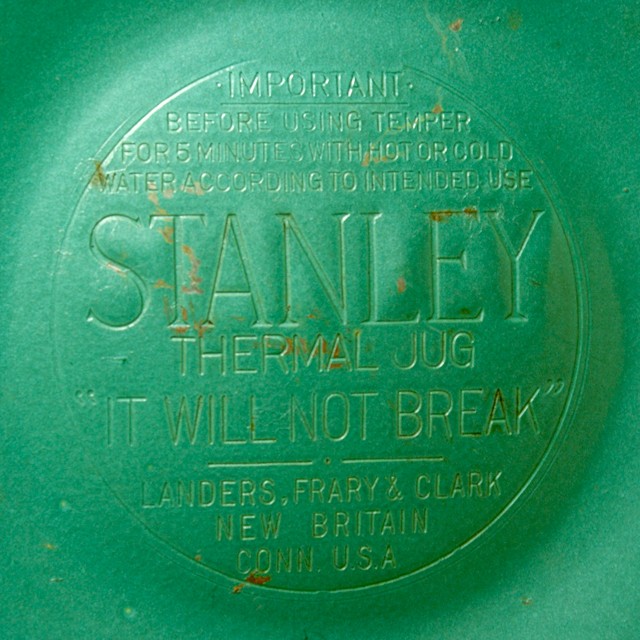 ·IMPORTANT·
BEFORE USING TEMPER
FOR 5 MINUTES WITH HOT OR COLD
WATER ACCORDING TO INTENDED USE
STANLEY
THERMAL JUG
"IT WILL NOT BREAK"
LANDERS, FRARY & CLARK
NEW BRITAIN
CONN. U.S.A